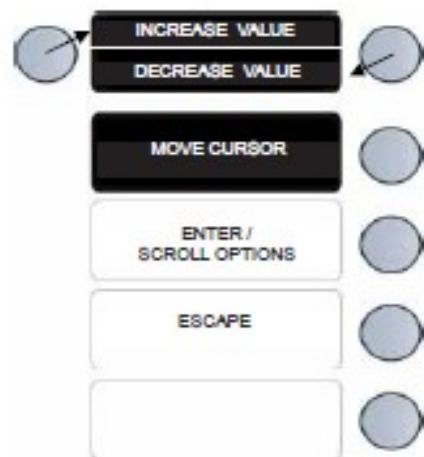 INCREASE VALUE
DECREASE VALUE
MOVE CURSOR
ENTER /
SCROLL OPTIONS
ESCAPE